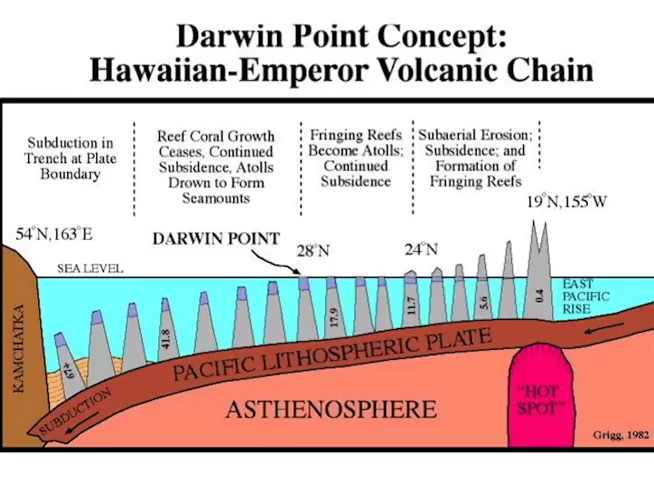 Darwin Point Concept:
Hawaiian-Emperor Volcanic Chain
Subduction in
Trench at Plate
Boundary
Reef Coral Growth
Ceases, Continued
Subsidence, Atolls
Drown to Form
Seamounts
Fringing Reefs
Become Atolls;
Continued
Subsidence
Subaerial Erosion;
Subsidence; and
Formation of
Fringing Reefs
19°N,155°W
54°N,163°E
DARWIN POINT
28°N
24°N
SEA LEVEL
EAST
PACIFIC
RISE
KAMCHATKA
41.8
17.9
11.7
5.6
0.4
PACIFIC LITHOSPHERIC PLATE
SUBDUCTION
ASTHENOSPHERE
"HOT
SPOT"
Grigg, 1982